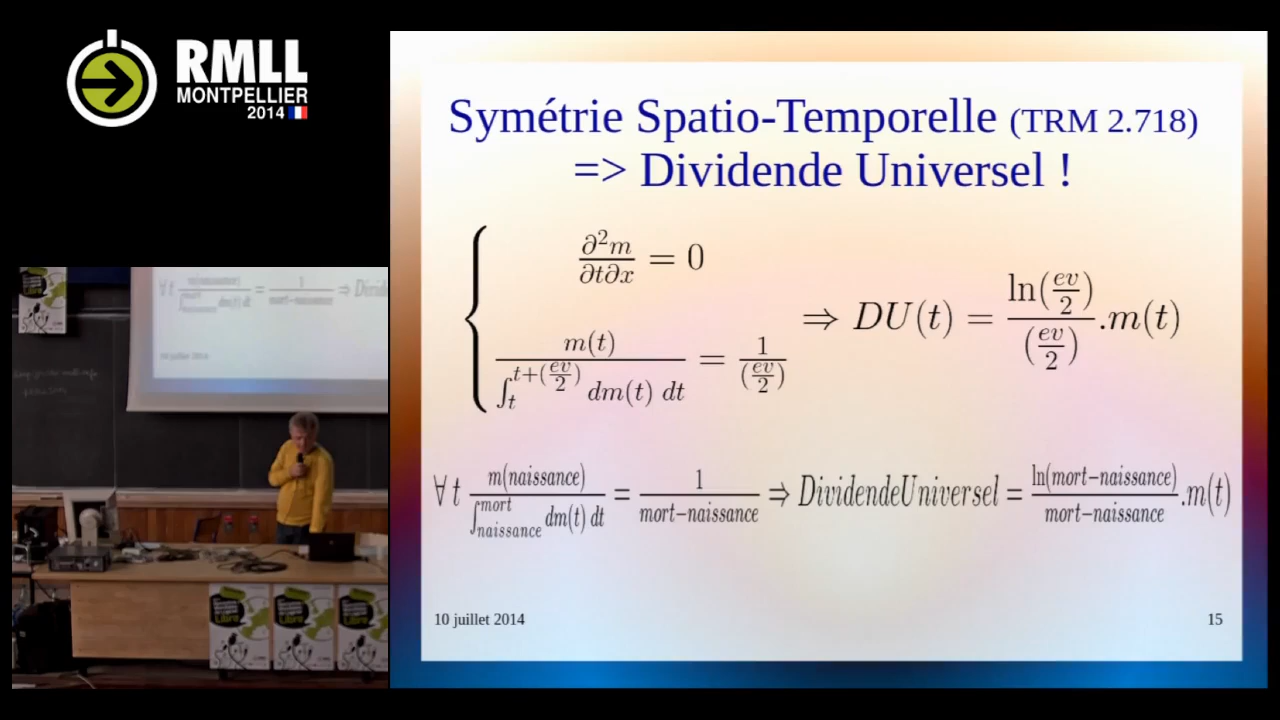 RMLL
MONTPELLIER
2014
Symétrie Spatio-Temporelle (TRM 2.718)
=> Dividende Universel !
∂²m/∂t∂x = 0
m(t)/∫_t^{t+(ev/2)} dm(t) dt = 1/(ev/2)
⇒ DU(t) = ln(ev/2)/(ev/2) .m(t)
∀ t m(naissance)/∫_{naissance}^{mort} dm(t) dt = 1/mort−naissance ⇒ DividendeUniversel = ln(mort−naissance)/mort−naissance .m(t)
10 juillet 2014
15